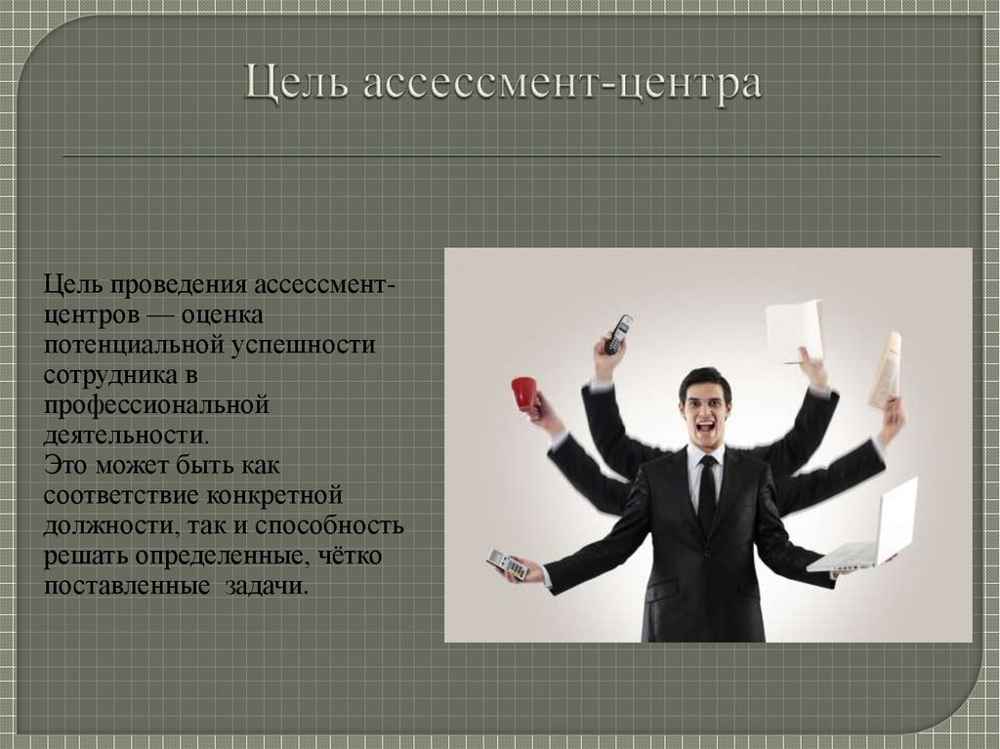 Цель ассессмент-центра
Цель проведения ассессмент-
центров — оценка
потенциальной успешности
сотрудника в
профессиональной
деятельности.
Это может быть как
соответствие конкретной
должности, так и способность
решать определенные, чётко
поставленные  задачи.